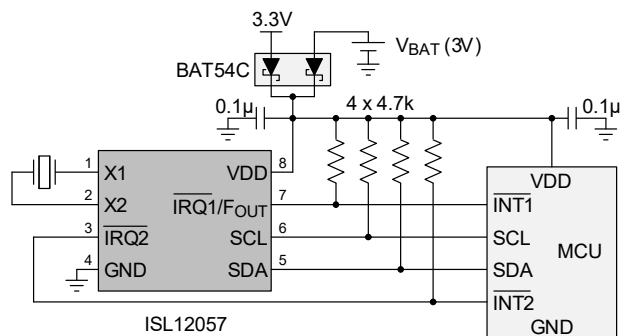 3.3V
VBAT (3V)
BAT54C
0.1µ
4 x 4.7k
0.1µ
1 X1
VDD 8
2 X2
IRQ1/FOUT 7
3 IRQ2
SCL 6
4 GND
SDA 5
ISL12057
VDD
INT1
SCL
MCU
SDA
INT2
GND